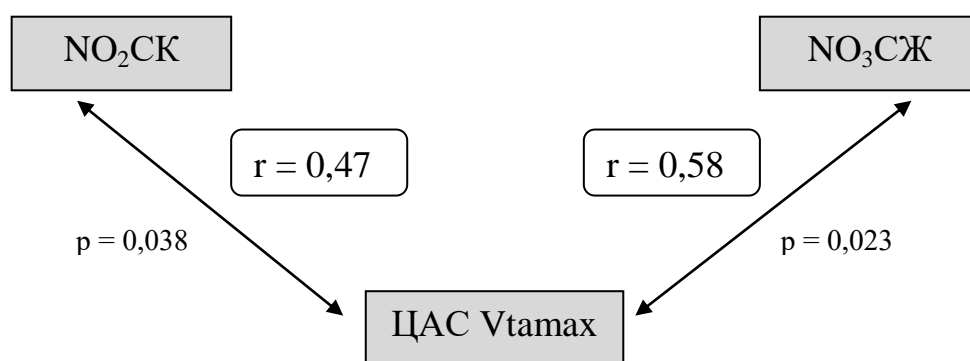 NO₂СК
NO₃СЖ
r = 0,47
r = 0,58
p = 0,038
p = 0,023
ЦАС Vtamax